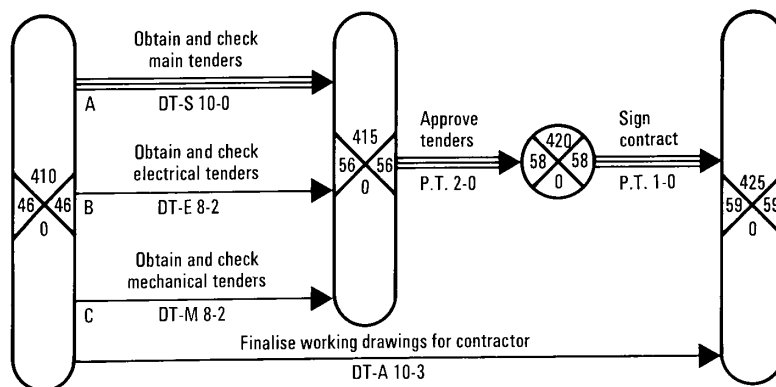 Obtain and check
main tenders
A
DT-S 10-0
Obtain and check
electrical tenders
B
DT-E 8-2
Obtain and check
mechanical tenders
C
DT-M 8-2
410
46 46
0
415
56 56
0
Approve
tenders
P.T. 2-0
420
58 58
0
Sign
contract
P.T. 1-0
425
59 59
0
Finalise working drawings for contractor
DT-A 10-3